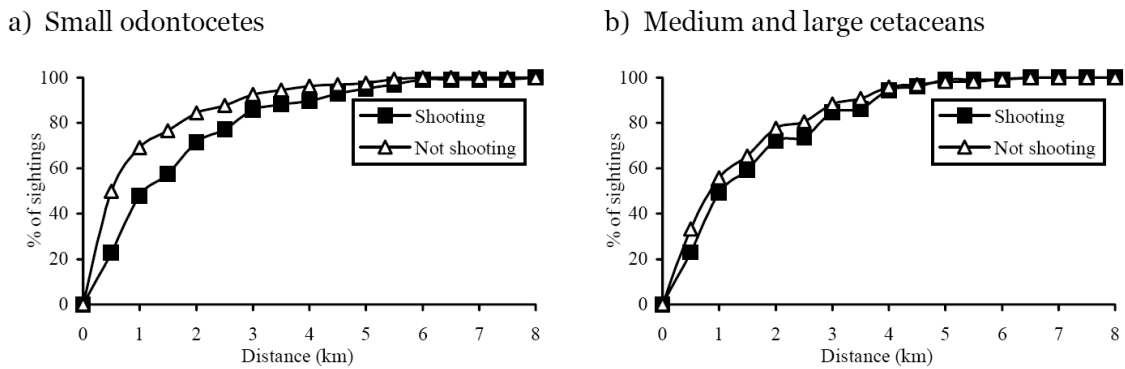 a) Small odontocetes
100
80
60
40
20
0
% of sightings
Shooting
Not shooting
0 1 2 3 4 5 6 7 8
Distance (km)
b) Medium and large cetaceans
100
80
60
40
20
0
% of sightings
Shooting
Not shooting
0 1 2 3 4 5 6 7 8
Distance (km)